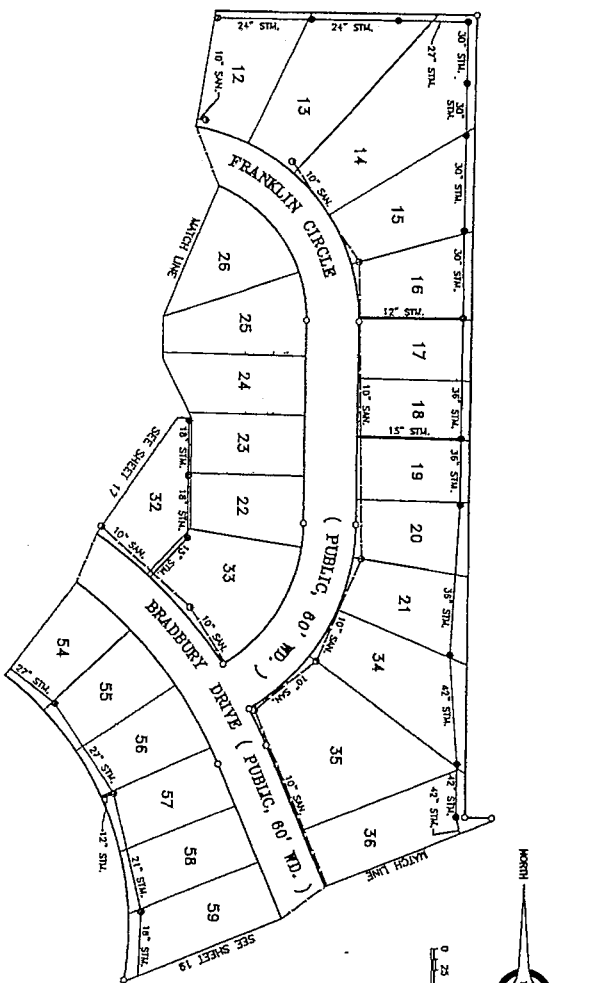 24" STM.
24" STM.
27" STM.
30" STM.
30" STM.
30" STM.
30" STM.
12
10" SAN.
13
14
10" SAN.
15
16
12" STM.
17
36" STM.
18
10" SAN.
15" STM.
19
36" STM.
20
21
36" STM.
10" SAN.
34
42" STM.
10" SAN.
35
42" STM.
42" STM.
10" SAN.
36
MATCH LINE
FRANKLIN CIRCLE
( PUBLIC, 60' WD. )
MATCH LINE
26
25
24
23
18" STM.
22
18" STM.
32
15" STM
33
SEE SHEET 17
10" SAN.
10" SAN.
BRADBURY DRIVE ( PUBLIC, 60' WD. )
54
27" STM.
55
27" STM.
56
57
12" STM.
58
21" STM.
59
18" STM.
SEE SHEET 19
NORTH
0 25